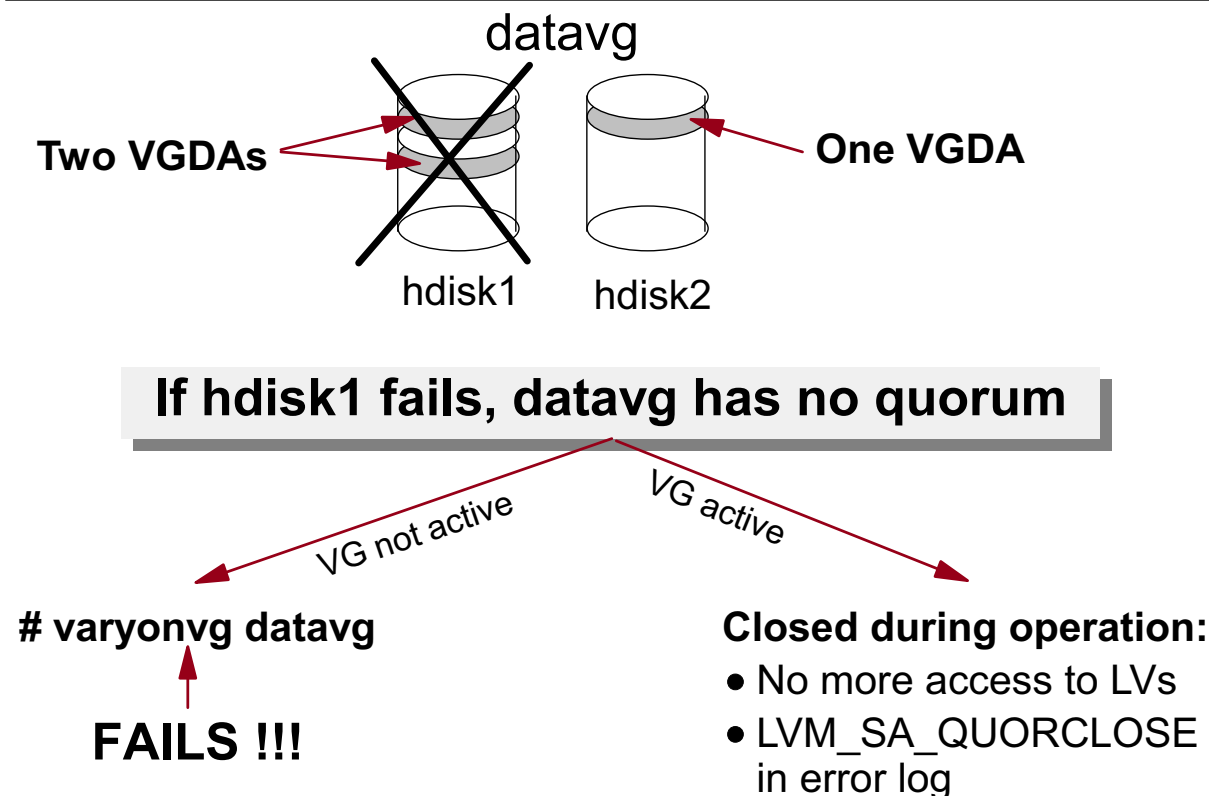 datavg
Two VGDAs
One VGDA
hdisk1
hdisk2
If hdisk1 fails, datavg has no quorum
VG not active
VG active
# varyonvg datavg
FAILS !!!
Closed during operation:
● No more access to LVs
● LVM_SA_QUORCLOSE
in error log